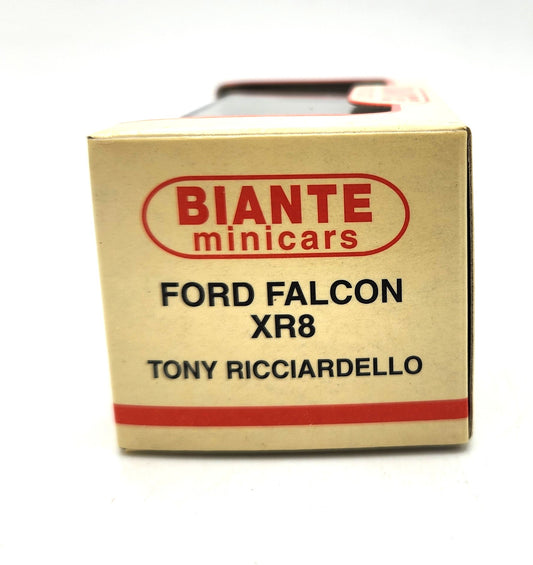 BIANTE
minicars
FORD FALCON
XR8
TONY RICCIARDELLO